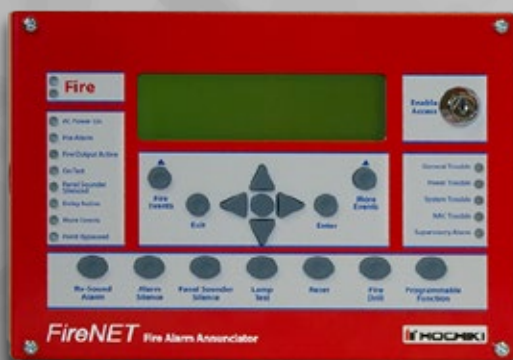 Fire
AC Power On
Pre-Alarm
Fire Output Active
On Test
Panel Sounder
Silenced
Delay Active
More Events
Point Bypassed
Enable
Access
General Trouble
Power Trouble
System Trouble
NAC Trouble
Supervisory Alarm
Fire
Events
Exit
Enter
More
Events
Re-Sound
Alarm
Alarm
Silence
Panel Sounder
Silence
Lamp
Test
Reset
Fire
Drill
Programmable
Function
FireNET Fire Alarm Annunciator
HOCHIKI